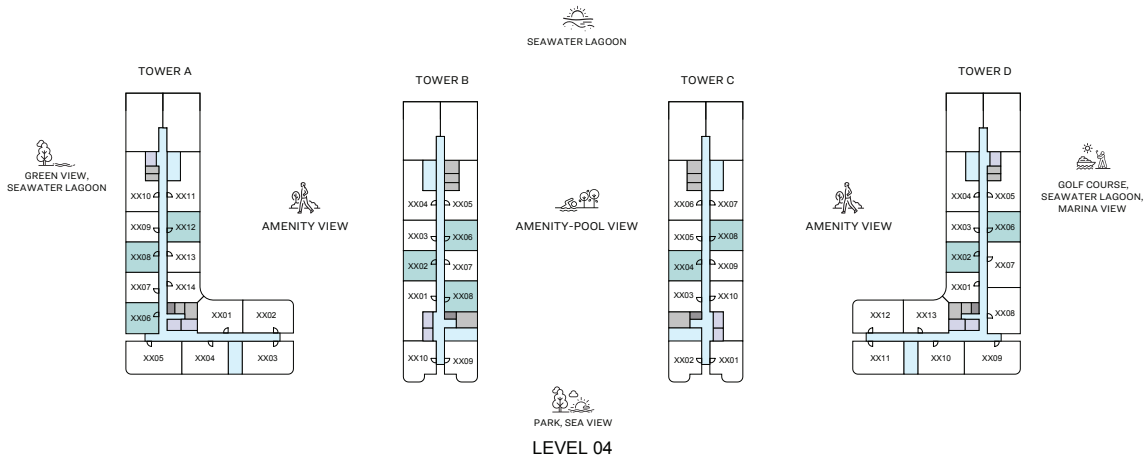 SEAWATER LAGOON
TOWER A
TOWER B
TOWER C
TOWER D
GREEN VIEW,
SEAWATER LAGOON
AMENITY VIEW
AMENITY-POOL VIEW
AMENITY VIEW
GOLF COURSE,
SEAWATER LAGOON,
MARINA VIEW
XX10 XX11
XX09 XX12
XX08 XX13
XX07 XX14
XX06 XX01 XX02
XX05 XX04 XX03
XX04 XX05
XX03 XX06
XX02 XX07
XX01 XX08
XX10 XX09
XX06 XX07
XX05 XX08
XX04 XX09
XX03 XX10
XX02 XX01
XX04 XX05
XX03 XX06
XX02 XX07
XX01
XX12 XX13 XX08
XX11 XX10 XX09
PARK, SEA VIEW
LEVEL 04